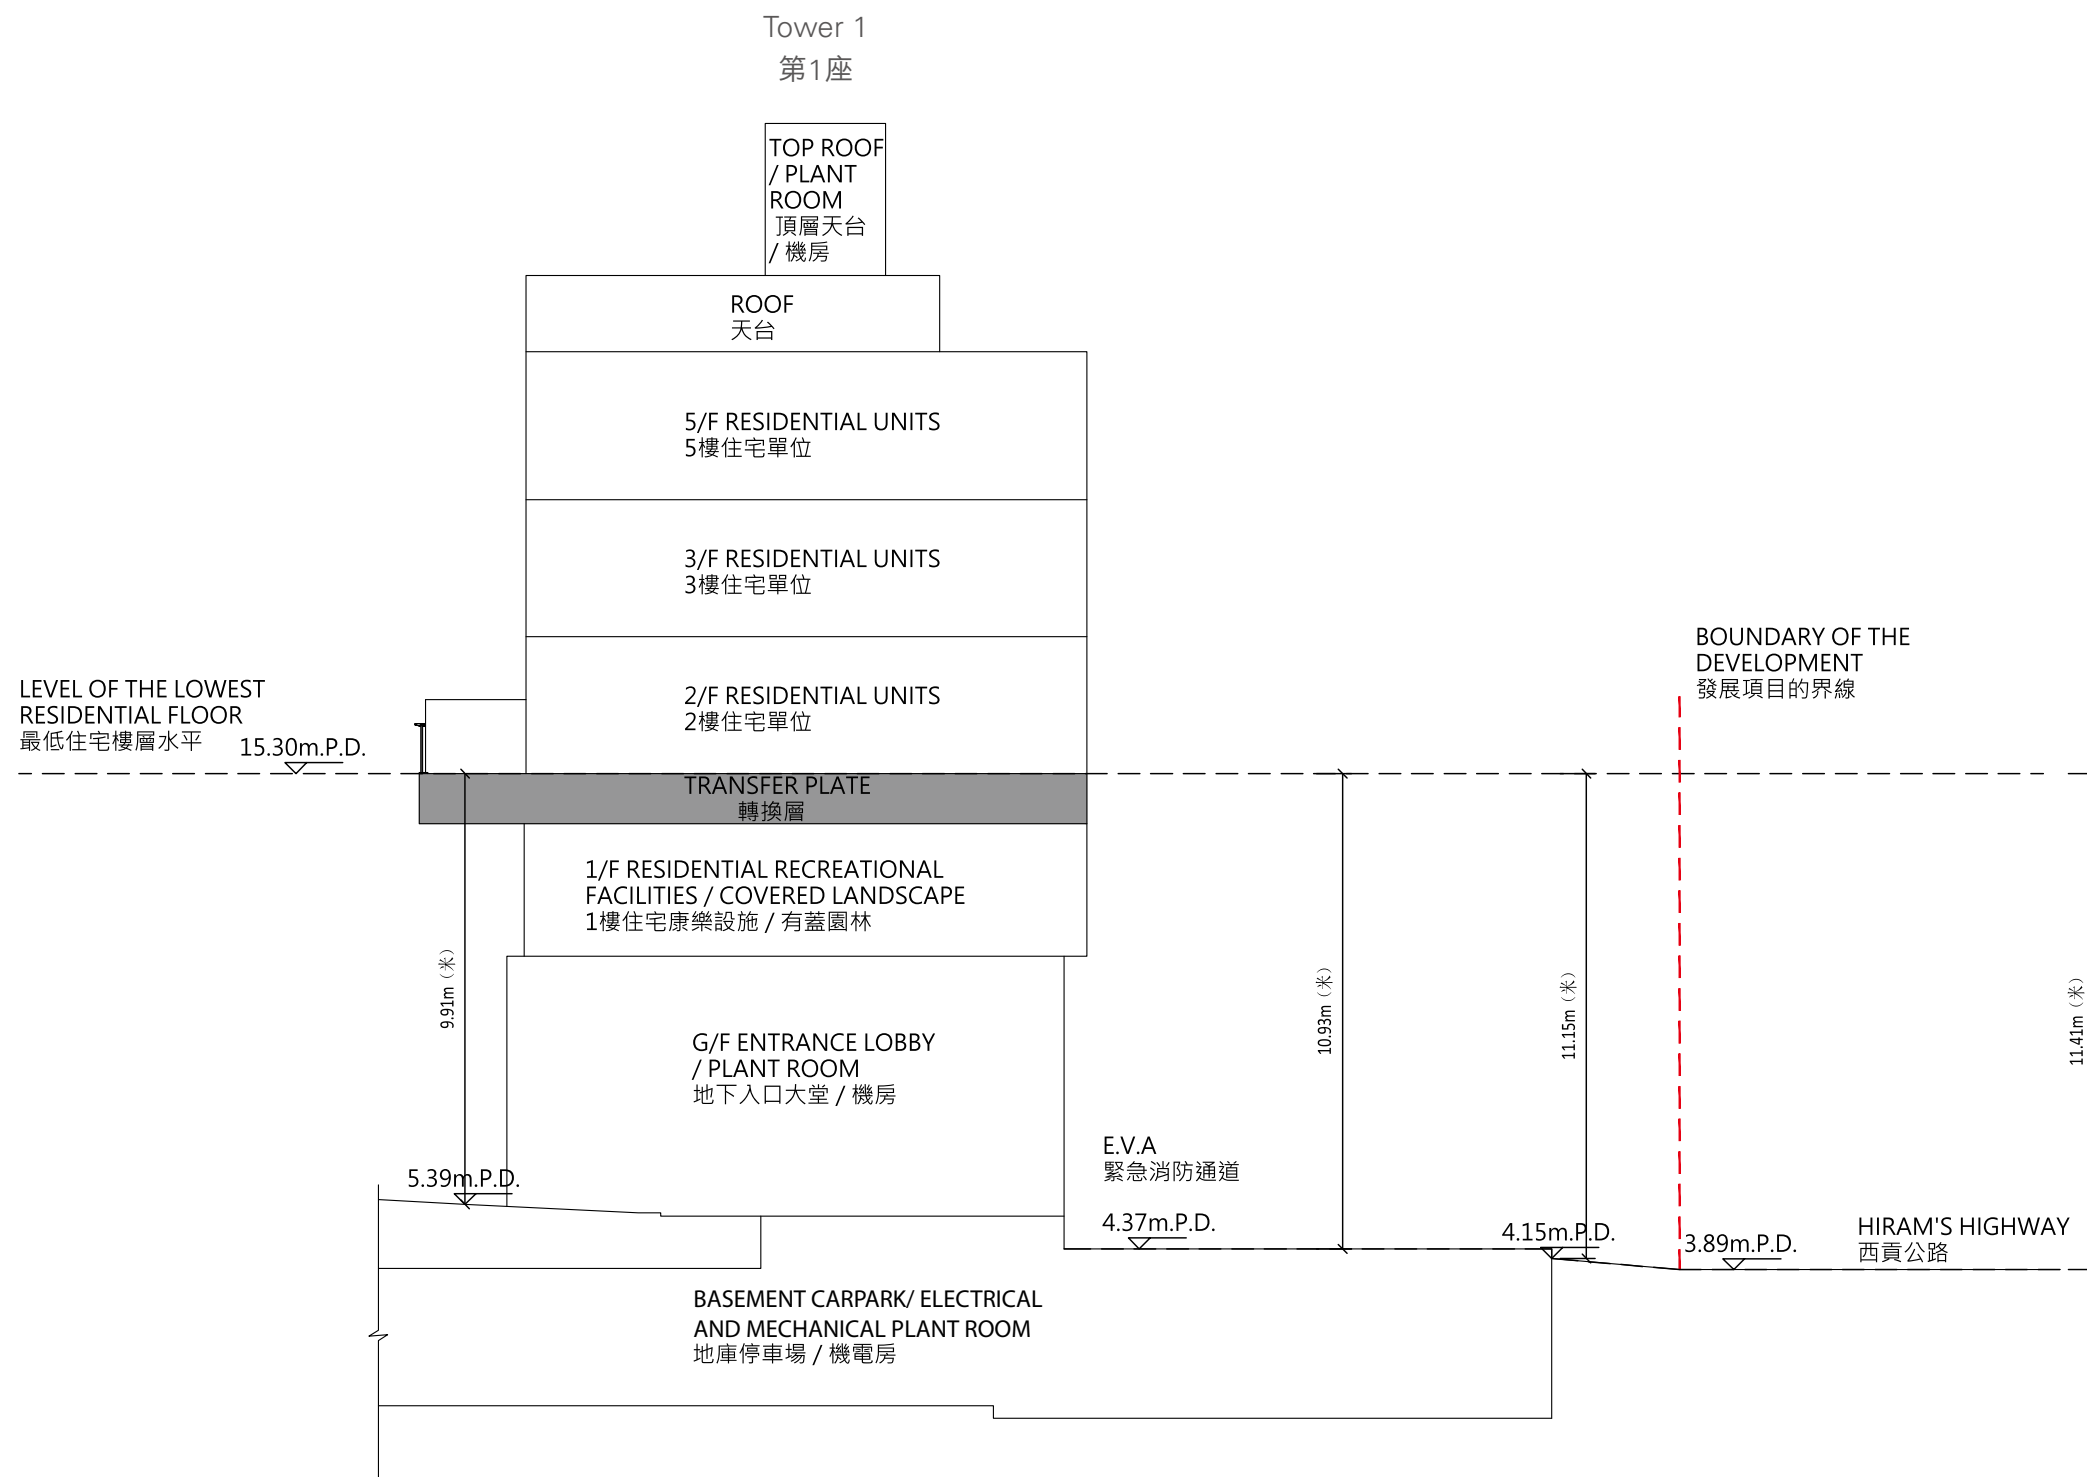 Tower 1
第1座
TOP ROOF
/ PLANT
ROOM
頂層天台
/ 機房
ROOF
天台
5/F RESIDENTIAL UNITS
5樓住宅單位
3/F RESIDENTIAL UNITS
3樓住宅單位
BOUNDARY OF THE
DEVELOPMENT
發展項目的界線
LEVEL OF THE LOWEST
RESIDENTIAL FLOOR
最低住宅樓層水平
15.30m.P.D.
2/F RESIDENTIAL UNITS
2樓住宅單位
TRANSFER PLATE
轉換層
1/F RESIDENTIAL RECREATIONAL
FACILITIES / COVERED LANDSCAPE
1樓住宅康樂設施 / 有蓋園林
9.91m (米)
10.93m (米)
11.15m (米)
11.41m (米)
G/F ENTRANCE LOBBY
/ PLANT ROOM
地下入口大堂 / 機房
E.V.A
緊急消防通道
5.39m.P.D.
4.37m.P.D.
4.15m.P.D.
3.89m.P.D.
HIRAM'S HIGHWAY
西貢公路
BASEMENT CARPARK/ ELECTRICAL
AND MECHANICAL PLANT ROOM
地庫停車場 / 機電房